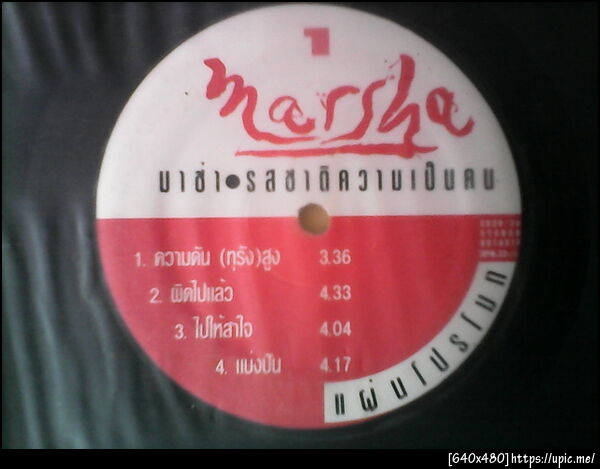 1
marsha
มาช่า●รสชาติความเป็นคน
1. ความดัน (ทุรัง)สูง 3.36
2. ผิดไปแล้ว 4.33
3. ไปให้สาใจ 4.04
4. แบ่งปัน 4.17
แผ่นโปรโมท
[640x480]https://upic.me/